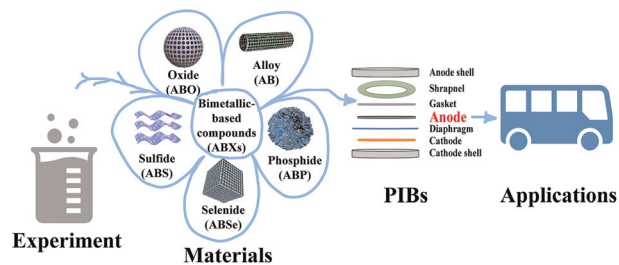 Oxide
(ABO)
Alloy
(AB)
Bimetallic-
based
compounds
(ABXs)
Sulfide
(ABS)
Phosphide
(ABP)
Selenide
(ABSe)
Anode shell
Shrapnel
Gasket
Anode
Diaphragm
Cathode
Cathode shell
Experiment
Materials
PIBs
Applications